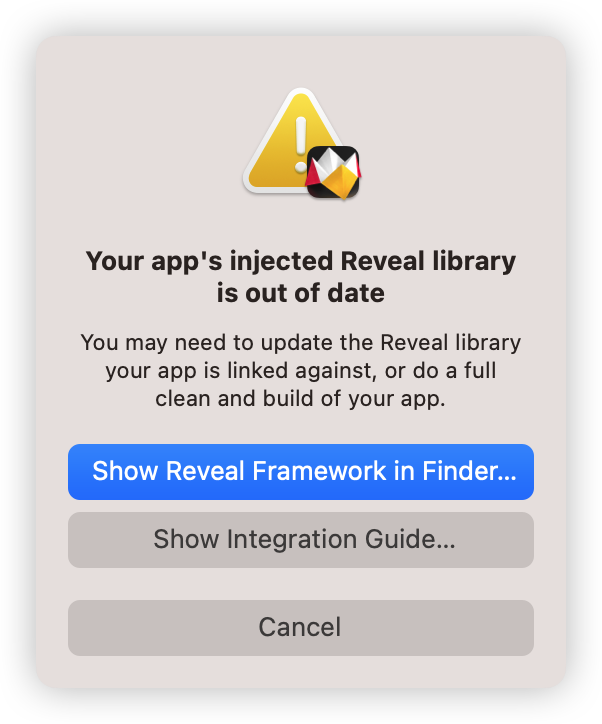 Your app's injected Reveal library
is out of date
You may need to update the Reveal library
your app is linked against, or do a full
clean and build of your app.
Show Reveal Framework in Finder...
Show Integration Guide...
Cancel